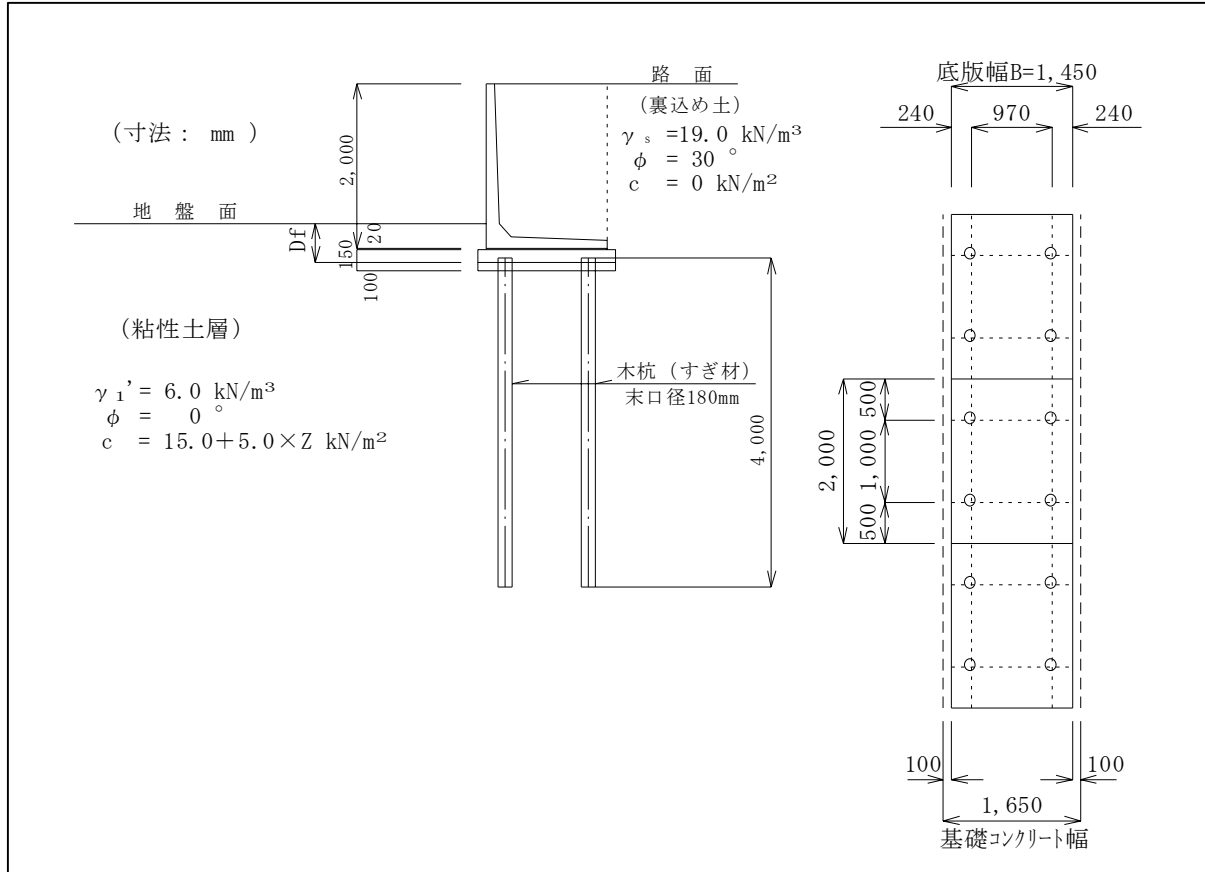 路 面
底版幅B=1,450
240
970
240
(寸法: mm )
(裏込め土)
γs =19.0 kN/m³
φ = 30 °
c = 0 kN/m²
2,000
地 盤 面
Df
20
150
100
(粘性土層)
γ1'= 6.0 kN/m³
φ = 0 °
c = 15.0+5.0×Z kN/m²
木杭 (すぎ材)
末口径180mm
4,000
2,000
500
1,000
500
100
100
1,650
基礎コンクリート幅